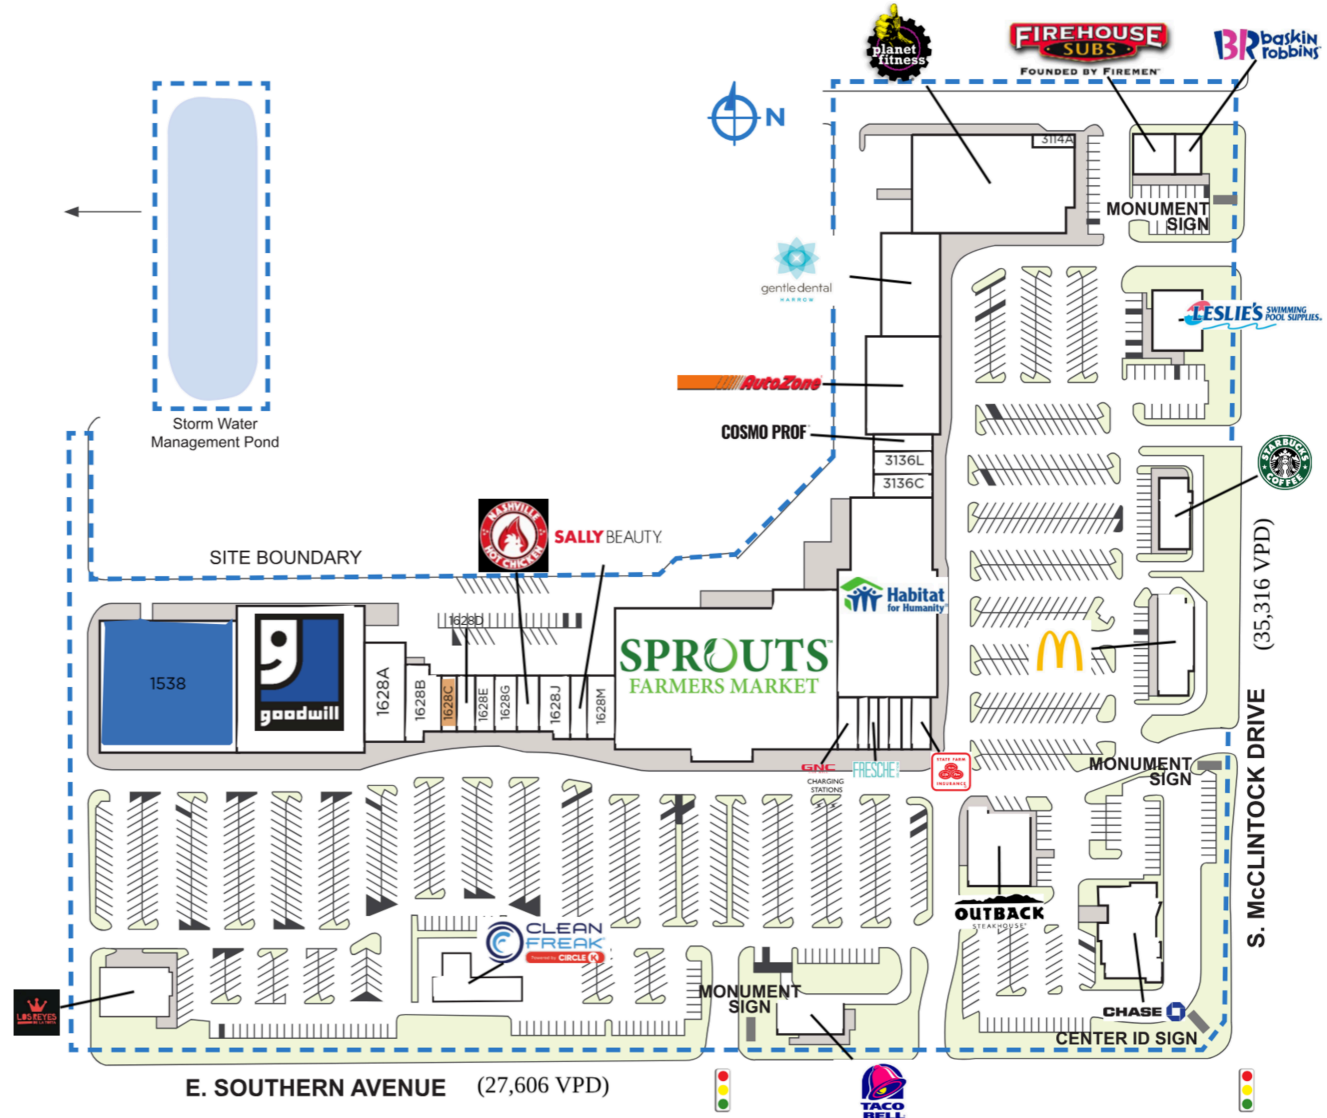 planet
fitness
FIREHOUSE
SUBS
FOUNDED BY FIREMEN
BR baskin
robbins
N
3114A
MONUMENT
SIGN
gentle dental
HARROW
LESLIE'S SWIMMING
POOL SUPPLIES.
AutoZone
COSMO PROF
3136L
3136C
Storm Water
Management Pond
STARBUCKS
COFFEE
NASHVILLE
HOT CHICKEN
SALLY BEAUTY
SITE BOUNDARY
(35,316 VPD)
Habitat
for Humanity
1628D
SPROUTS
FARMERS MARKET
1538
goodwill
1628A
1628B
1628C
1628E
1628G
1628J
1628M
GNC
CHARGING
STATIONS
FRESCHE
STATE FARM
INSURANCE
MONUMENT
SIGN
S. McCLINTOCK DRIVE
OUTBACK
STEAKHOUSE
CLEAN
FREAK
Powered by CIRCLE K
LOS REYES
MONUMENT
SIGN
CHASE
CENTER ID SIGN
E. SOUTHERN AVENUE (27,606 VPD)
TACO
BELL